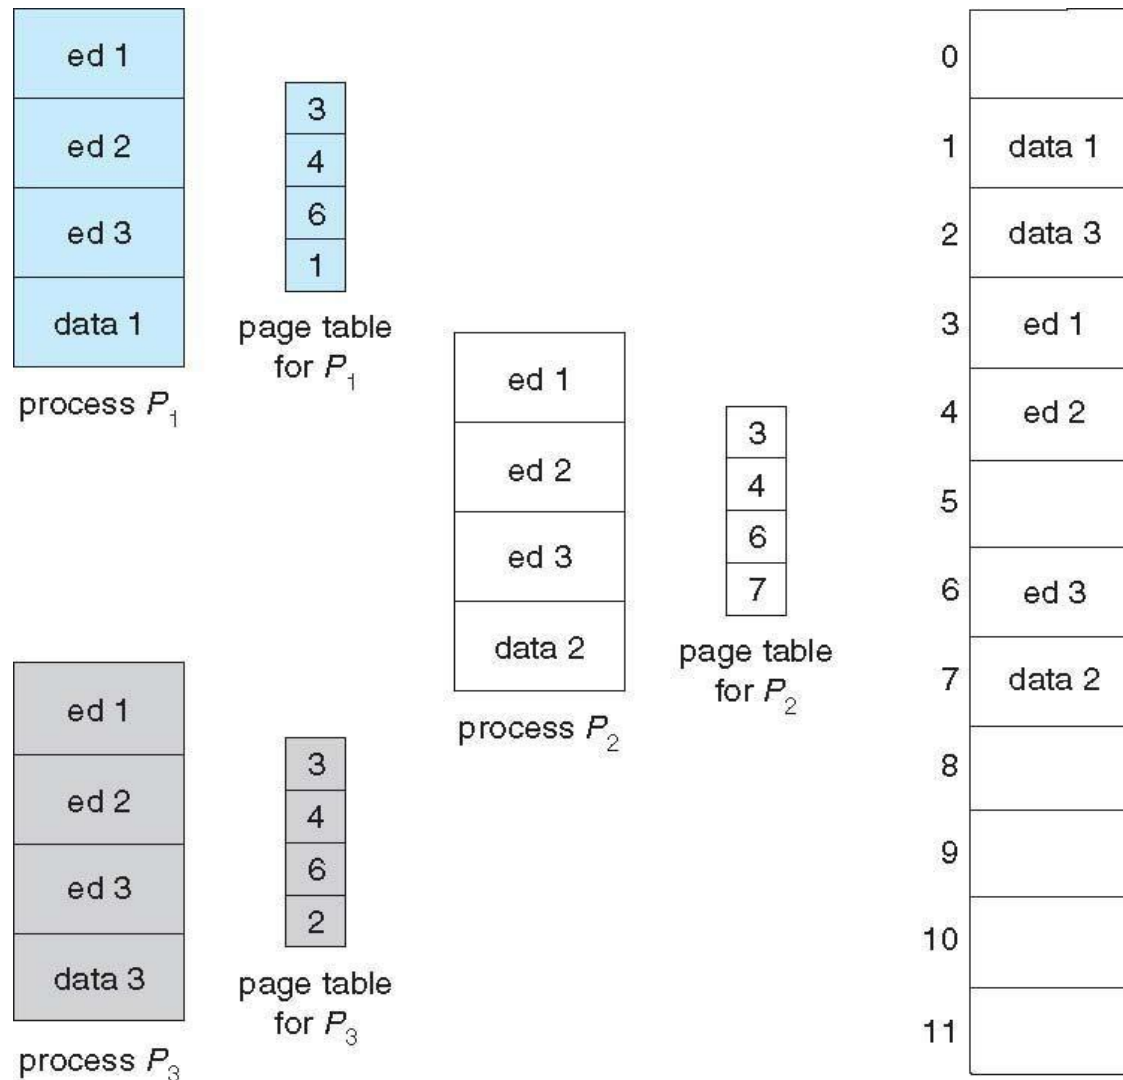 ed 1
ed 2
ed 3
data 1
process P₁
3
4
6
1
page table
for P₁
ed 1
ed 2
ed 3
data 2
process P₂
3
4
6
7
page table
for P₂
ed 1
ed 2
ed 3
data 3
process P₃
3
4
6
2
page table
for P₃
0
1 data 1
2 data 3
3 ed 1
4 ed 2
5
6 ed 3
7 data 2
8
9
10
11